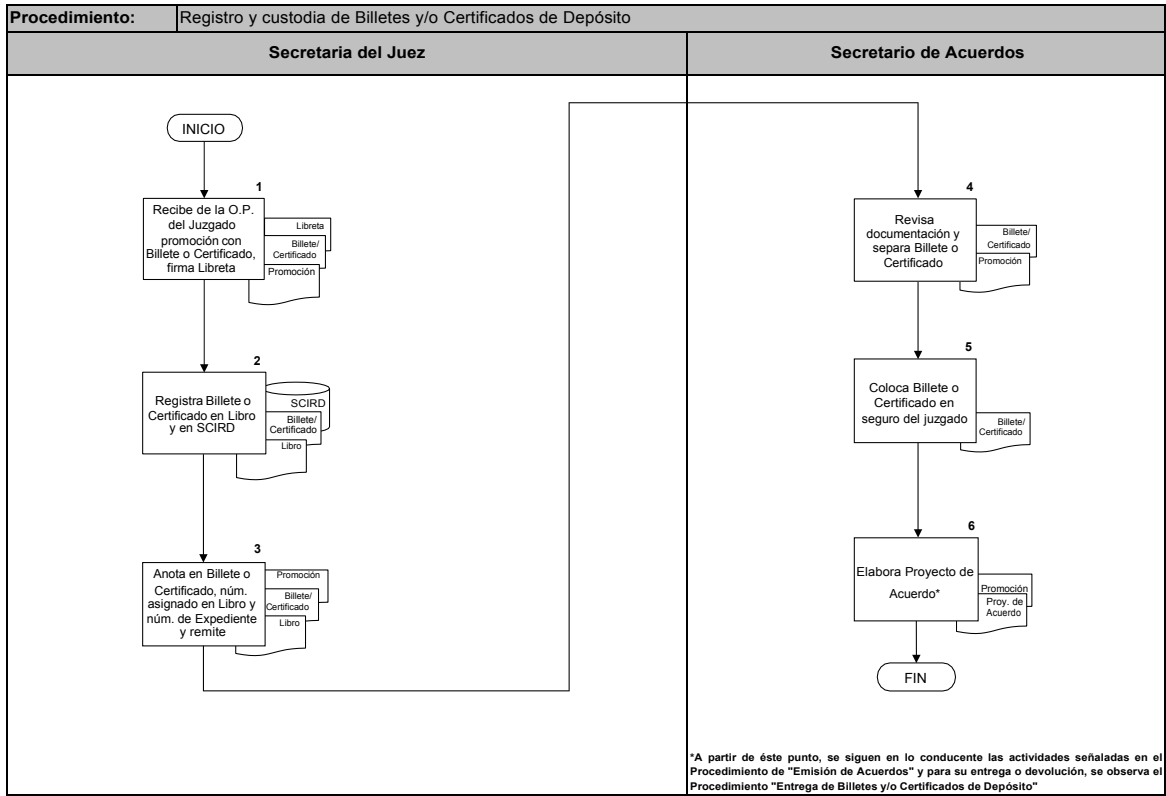 Procedimiento: Registro y custodia de Billetes y/o Certificados de Depósito
Secretaria del Juez
Secretario de Acuerdos
INICIO
1
Recibe de la O.P.
del Juzgado
promoción con
Billete o Certificado,
firma Libreta
Libreta
Billete/
Certificado
Promoción
2
Registra Billete o
Certificado en Libro
y en SCIRD
SCIRD
Billete/
Certificado
Libro
3
Anota en Billete o
Certificado, núm.
asignado en Libro y
núm. de Expediente
y remite
Promoción
Billete/
Certificado
Libro
4
Revisa
documentación y
separa Billete o
Certificado
Billete/
Certificado
Promoción
5
Coloca Billete o
Certificado en
seguro del juzgado
Billete/
Certificado
6
Elabora Proyecto de
Acuerdo*
Promoción
Proy. de
Acuerdo
FIN
*A partir de éste punto, se siguen en lo conducente las actividades señaladas en el
Procedimiento de "Emisión de Acuerdos" y para su entrega o devolución, se observa el
Procedimiento "Entrega de Billetes y/o Certificados de Depósito"